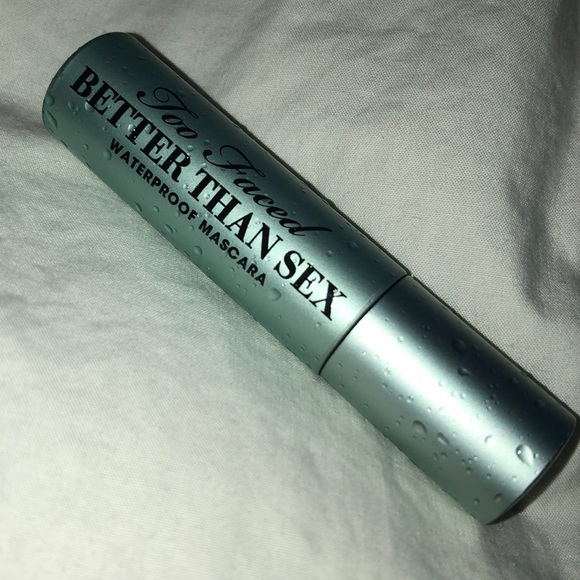 Too Faced
BETTER THAN SEX
WATERPROOF MASCARA